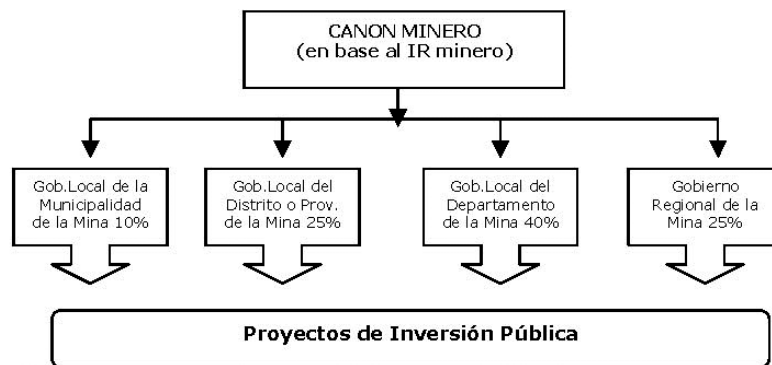 CANON MINERO
(en base al IR minero)
Gob.Local de la
Municipalidad
de la Mina 10%
Gob.Local del
Distrito o Prov.
de la Mina 25%
Gob.Local del
Departamento
de la Mina 40%
Gobierno
Regional de la
Mina 25%
Proyectos de Inversión Pública